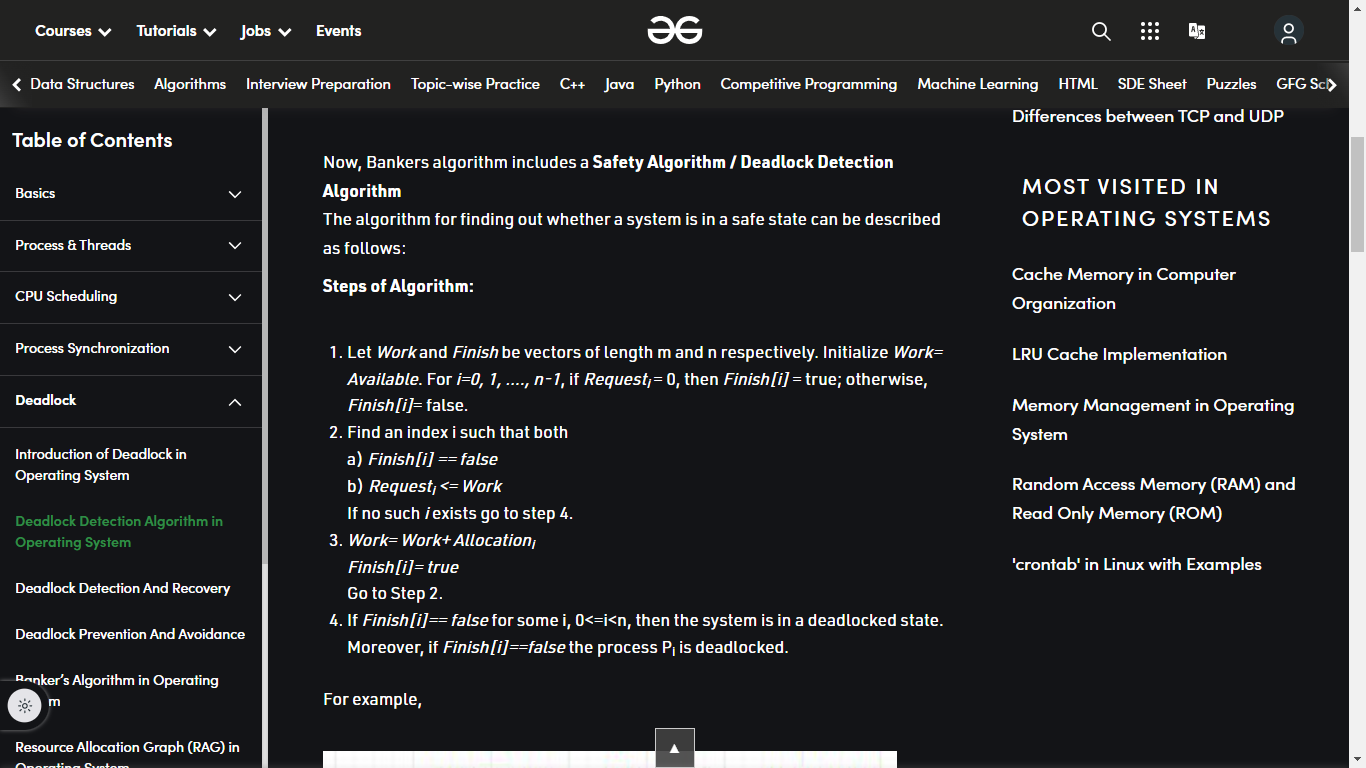 Courses Tutorials Jobs Events
Data Structures Algorithms Interview Preparation Topic-wise Practice C++ Java Python Competitive Programming Machine Learning HTML SDE Sheet Puzzles GFG
Table of Contents
Basics
Process & Threads
CPU Scheduling
Process Synchronization
Deadlock
Introduction of Deadlock in
Operating System
Deadlock Detection Algorithm in
Operating System
Deadlock Detection And Recovery
Deadlock Prevention And Avoidance
Banker's Algorithm in Operating
Resource Allocation Graph (RAG) in
Operating System
Now, Bankers algorithm includes a Safety Algorithm / Deadlock Detection
Algorithm
The algorithm for finding out whether a system is in a safe state can be described
as follows:
Steps of Algorithm:
1. Let Work and Finish be vectors of length m and n respectively. Initialize Work=
Available. For i=0, 1, …., n-1, if Requestᵢ = 0, then Finish[i] = true; otherwise,
Finish[i]= false.
2. Find an index i such that both
a) Finish[i] == false
b) Requestᵢ <= Work
If no such i exists go to step 4.
3. Work= Work+ Allocationᵢ
Finish[i]= true
Go to Step 2.
4. If Finish[i]== false for some i, 0<=i<n, then the system is in a deadlocked state.
Moreover, if Finish[i]==false the process Pᵢ is deadlocked.
For example,
Differences between TCP and UDP
MOST VISITED IN
OPERATING SYSTEMS
Cache Memory in Computer
Organization
LRU Cache Implementation
Memory Management in Operating
System
Random Access Memory (RAM) and
Read Only Memory (ROM)
'crontab' in Linux with Examples